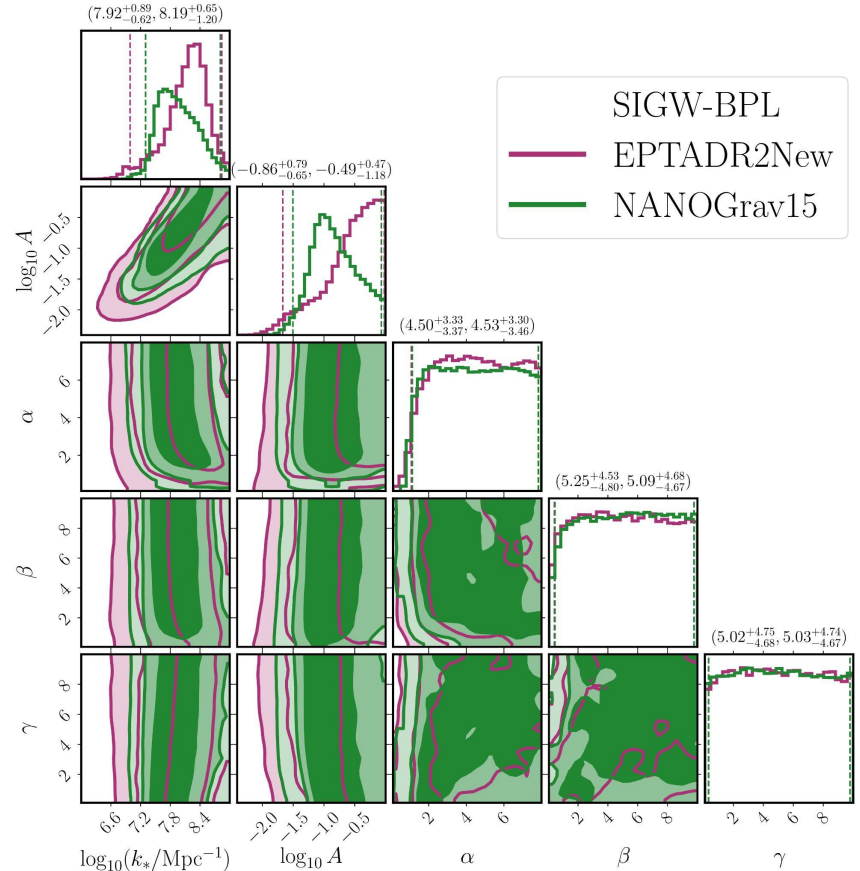 (7.92^{+0.89}_{-0.62}, 8.19^{+0.65}_{-1.20})
SIGW-BPL
EPTADR2New
NANOGrav15
(−0.86^{+0.79}_{-0.65}, −0.49^{+0.47}_{-1.18})
log₁₀ A
−0.5
−1.0
−1.5
−2.0
(4.50^{+3.33}_{-3.37}, 4.53^{+3.30}_{-3.46})
α
6
4
2
(5.25^{+4.53}_{-4.80}, 5.09^{+4.68}_{-4.67})
β
8
6
4
2
(5.02^{+4.75}_{-4.68}, 5.03^{+4.74}_{-4.67})
γ
8
6
4
2
6.6 7.2 7.8 8.4 −2.0 −1.5 −1.0 −0.5 2 4 6 2 4 6 8 2 4 6 8
log₁₀(k_*/Mpc⁻¹) log₁₀ A α β γ